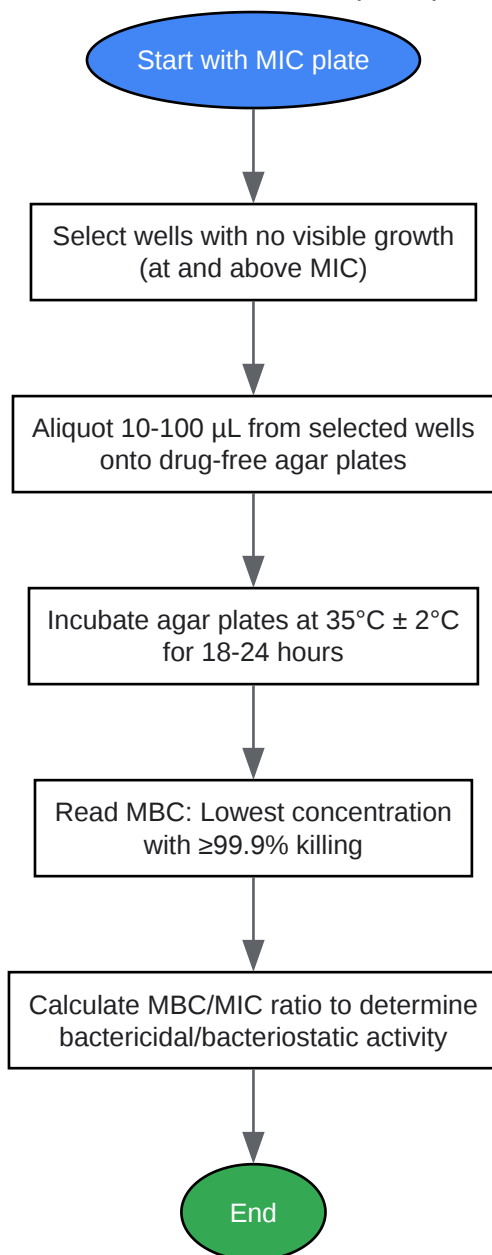 Start with MIC plate
Select wells with no visible growth
(at and above MIC)
Aliquot 10-100 µL from selected wells
onto drug-free agar plates
Incubate agar plates at 35°C ± 2°C
for 18-24 hours
Read MBC: Lowest concentration
with ≥99.9% killing
Calculate MBC/MIC ratio to determine
bactericidal/bacteriostatic activity
End